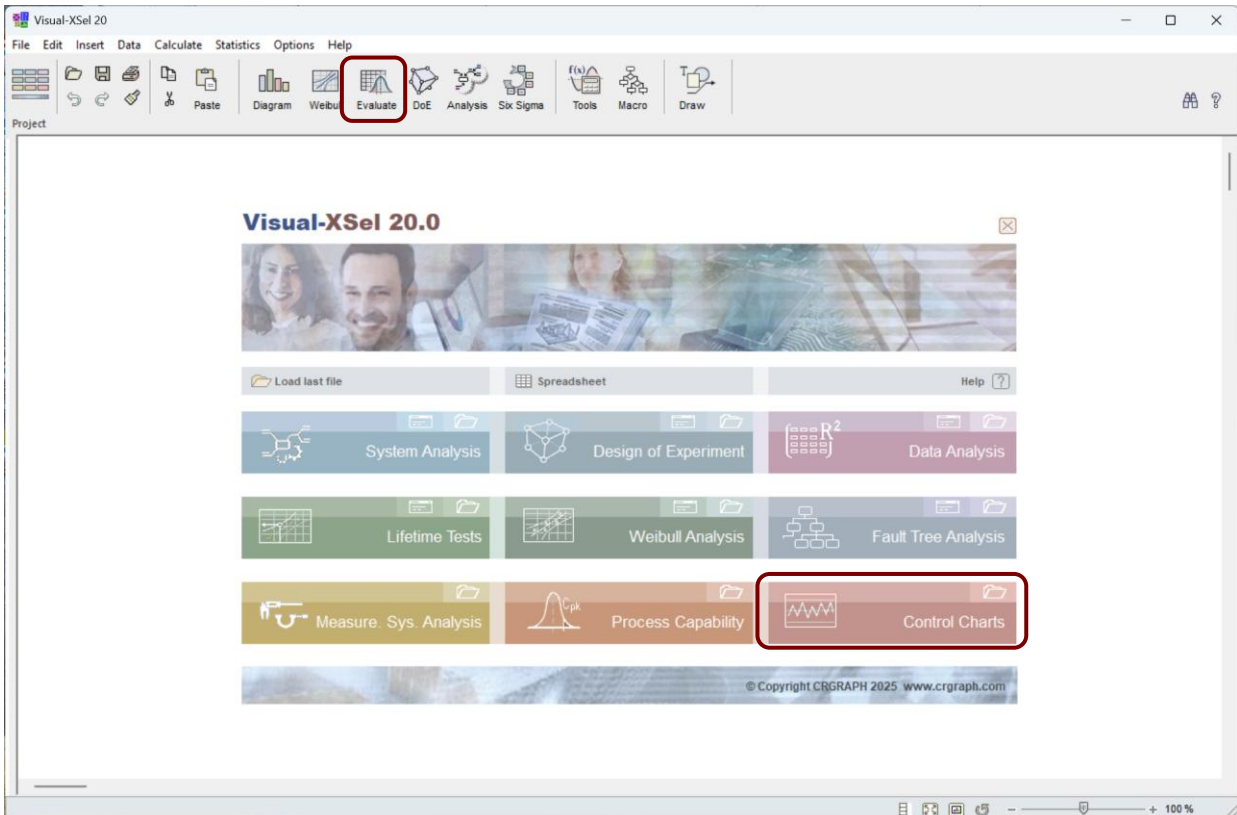 Visual-XSel 20
File Edit Insert Data Calculate Statistics Options Help
Paste Diagram Weibul Evaluate DoE Analysis Six Sigma Tools Macro Draw
f(x)
T
Project
Visual-XSel 20.0
Load last file Spreadsheet Help ?
System Analysis Design of Experiment R2 Data Analysis
Lifetime Tests Weibull Analysis Fault Tree Analysis
Measure. Sys. Analysis Cpk Process Capability Control Charts
© Copyright CRGRAPH 2025 www.crgraph.com
100 %